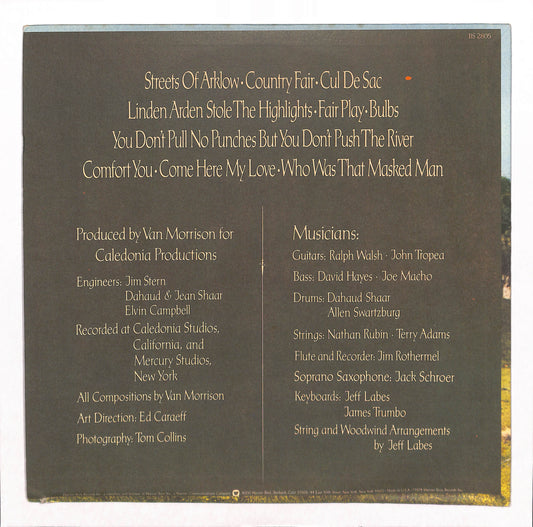 BS 2805
Streets Of Arklow • Country Fair • Cul De Sac
Linden Arden Stole The Highlights • Fair Play • Bulbs
You Don't Pull No Punches But You Don't Push The River
Comfort You • Come Here My Love • Who Was That Masked Man
Produced by Van Morrison for
Caledonia Productions
Engineers: Jim Stern
Dahaud & Jean Shaar
Elvin Campbell
Recorded at Caledonia Studios,
California, and
Mercury Studios,
New York
All Compositions by Van Morrison
Art Direction: Ed Caraeff
Photography: Tom Collins
Musicians:
Guitars: Ralph Walsh • John Tropea
Bass: David Hayes • Joe Macho
Drums: Dahaud Shaar
Allen Swartzburg
Strings: Nathan Rubin • Terry Adams
Flute and Recorder: Jim Rothermel
Soprano Saxophone: Jack Schroer
Keyboards: Jeff Labes
James Trumbo
String and Woodwind Arrangements
by Jeff Labes